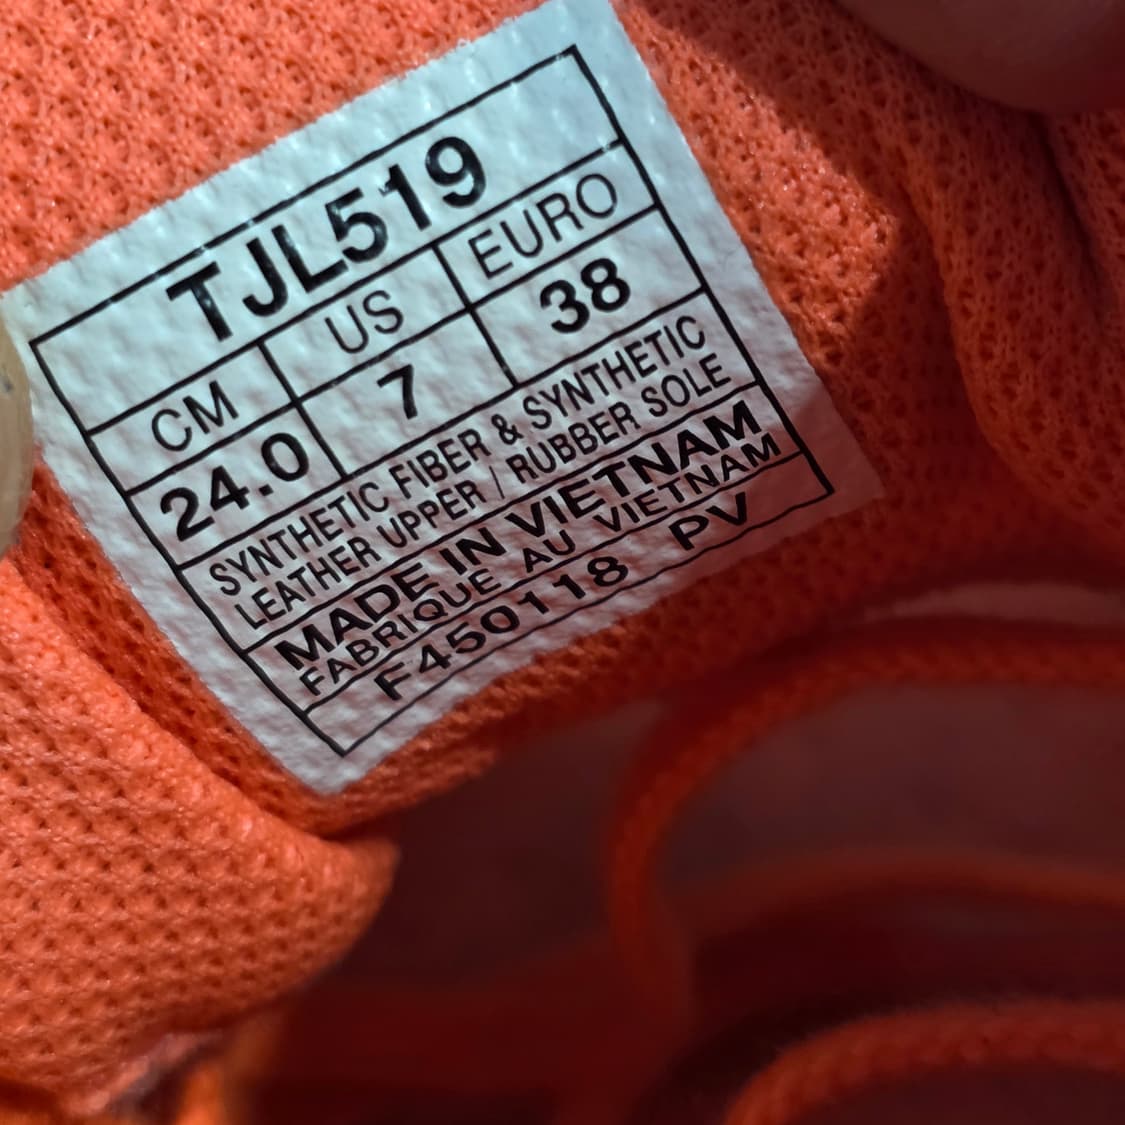 TJL519
CM US EURO
24.0 7 38
SYNTHETIC FIBER & SYNTHETIC
LEATHER UPPER / RUBBER SOLE
MADE IN VIETNAM
FABRIQUE AU VIETNAM
F450118 PV